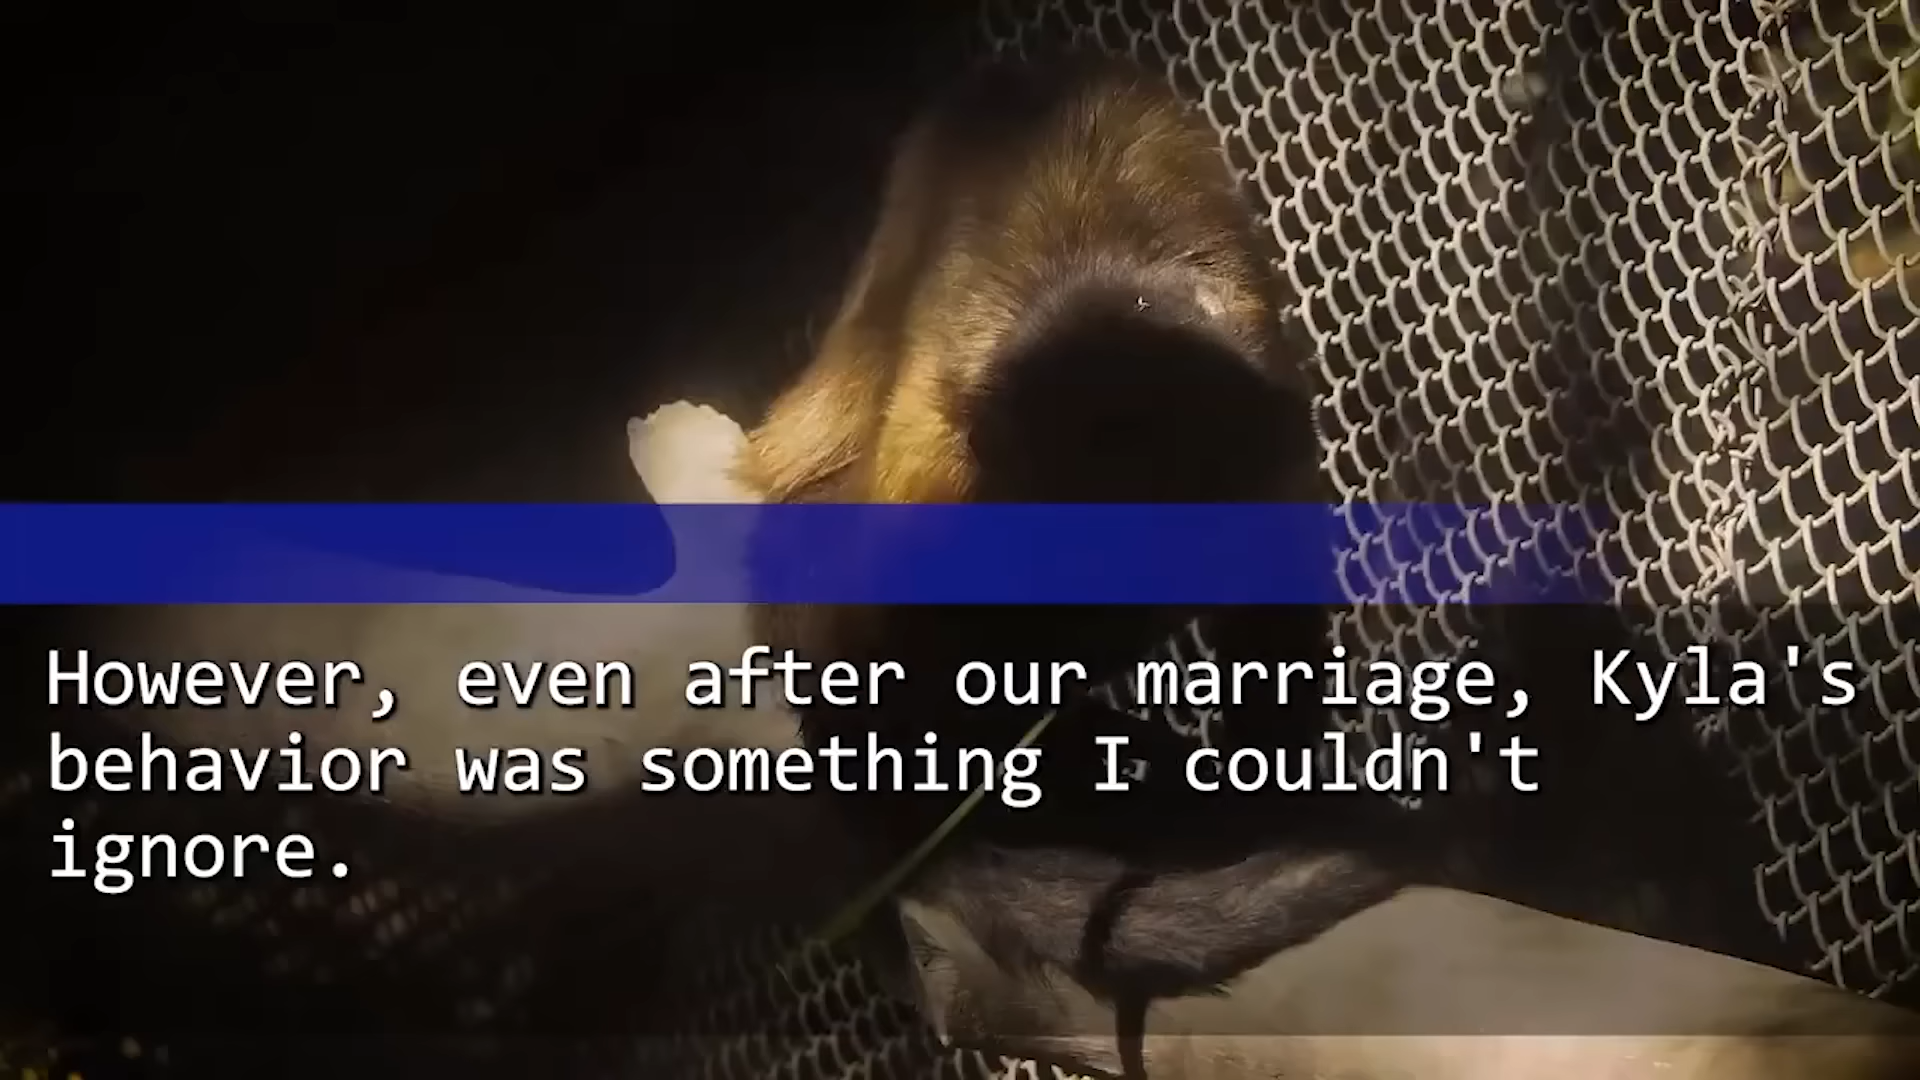 However, even after our marriage, Kyla's
behavior was something I couldn't
ignore.